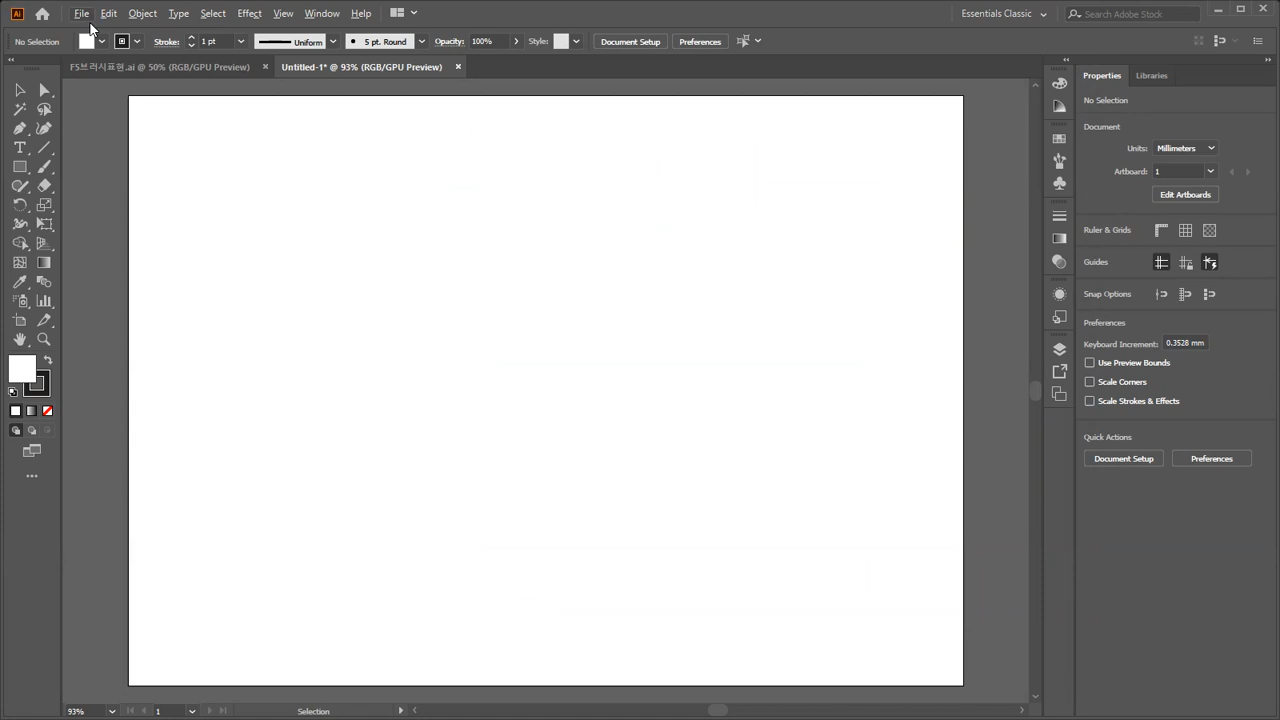 Ai File Edit Object Type Select Effect View Window Help Essentials Classic Search Adobe Stock
No Selection Stroke: 1 pt Uniform 5 pt. Round Opacity: 100% Style: Document Setup Preferences
F5브러시표현.ai @ 50% (RGB/GPU Preview) Untitled-1* @ 93% (RGB/GPU Preview)
Properties Libraries
No Selection
Document
Units: Millimeters
Artboard: 1
Edit Artboards
Ruler & Grids
Guides
Snap Options
Preferences
Keyboard Increment: 0.3528 mm
Use Preview Bounds
Scale Corners
Scale Strokes & Effects
Quick Actions
Document Setup Preferences
93% 1 Selection